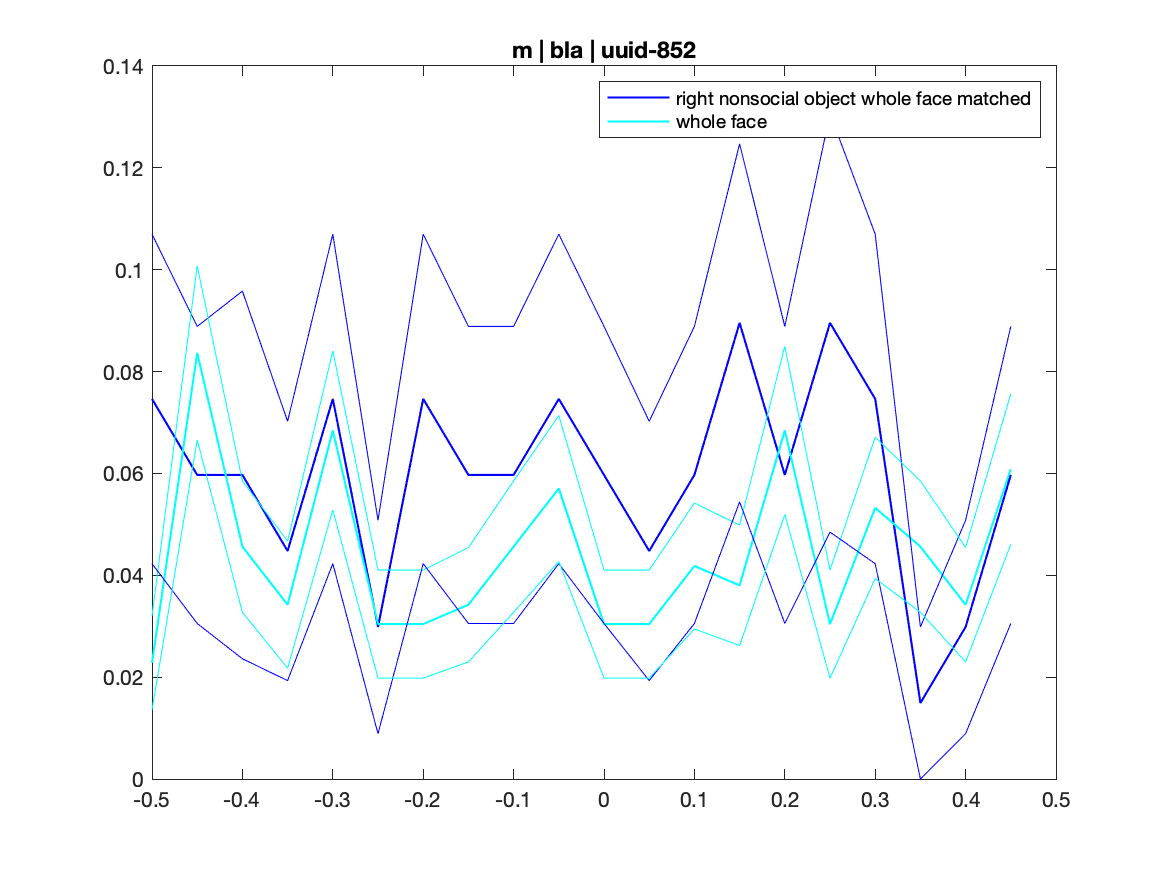 m | bla | uuid-852
right nonsocial object whole face matched
whole face
0.14
0.12
0.1
0.08
0.06
0.04
0.02
0
-0.5 -0.4 -0.3 -0.2 -0.1 0 0.1 0.2 0.3 0.4 0.5